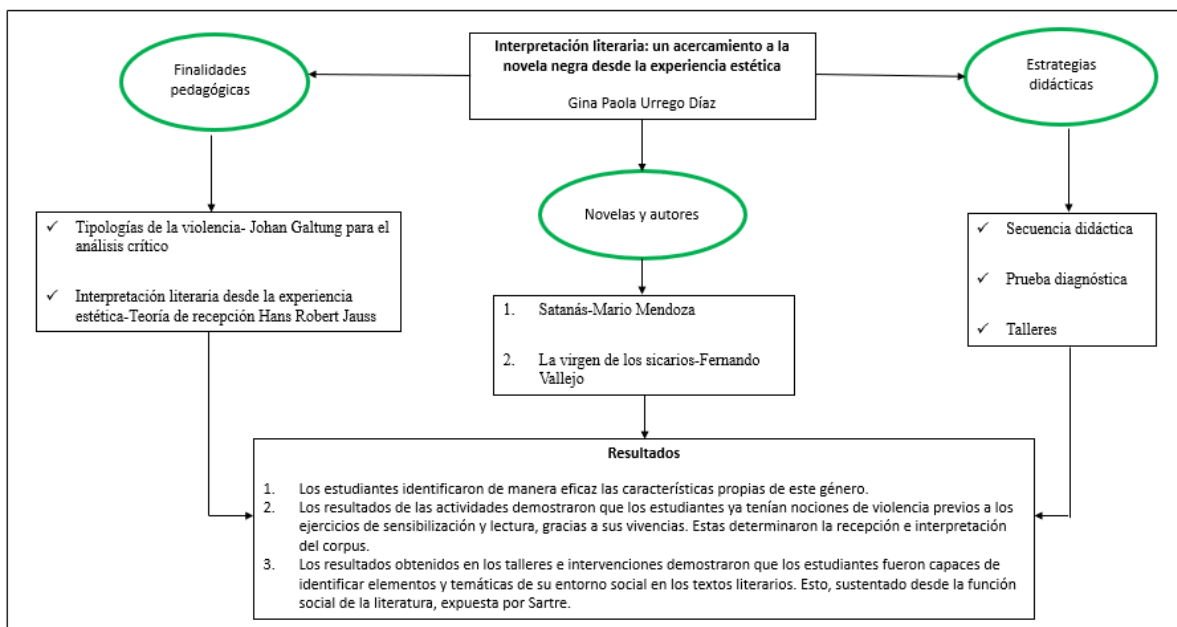 Interpretación literaria: un acercamiento a la
novela negra desde la experiencia estética
Gina Paola Urrego Díaz
Finalidades
pedagógicas
Estrategias
didácticas
Novelas y autores
✓ Tipologías de la violencia- Johan Galtung para el
análisis crítico
✓ Interpretación literaria desde la experiencia
estética-Teoría de recepción Hans Robert Jauss
1. Satanás-Mario Mendoza
2. La virgen de los sicarios-Fernando
Vallejo
✓ Secuencia didáctica
✓ Prueba diagnóstica
✓ Talleres
Resultados
1. Los estudiantes identificaron de manera eficaz las características propias de este género.
2. Los resultados de las actividades demostraron que los estudiantes ya tenían nociones de violencia previos a los
ejercicios de sensibilización y lectura, gracias a sus vivencias. Estas determinaron la recepción e interpretación
del corpus.
3. Los resultados obtenidos en los talleres e intervenciones demostraron que los estudiantes fueron capaces de
identificar elementos y temáticas de su entorno social en los textos literarios. Esto, sustentado desde la función
social de la literatura, expuesta por Sartre.